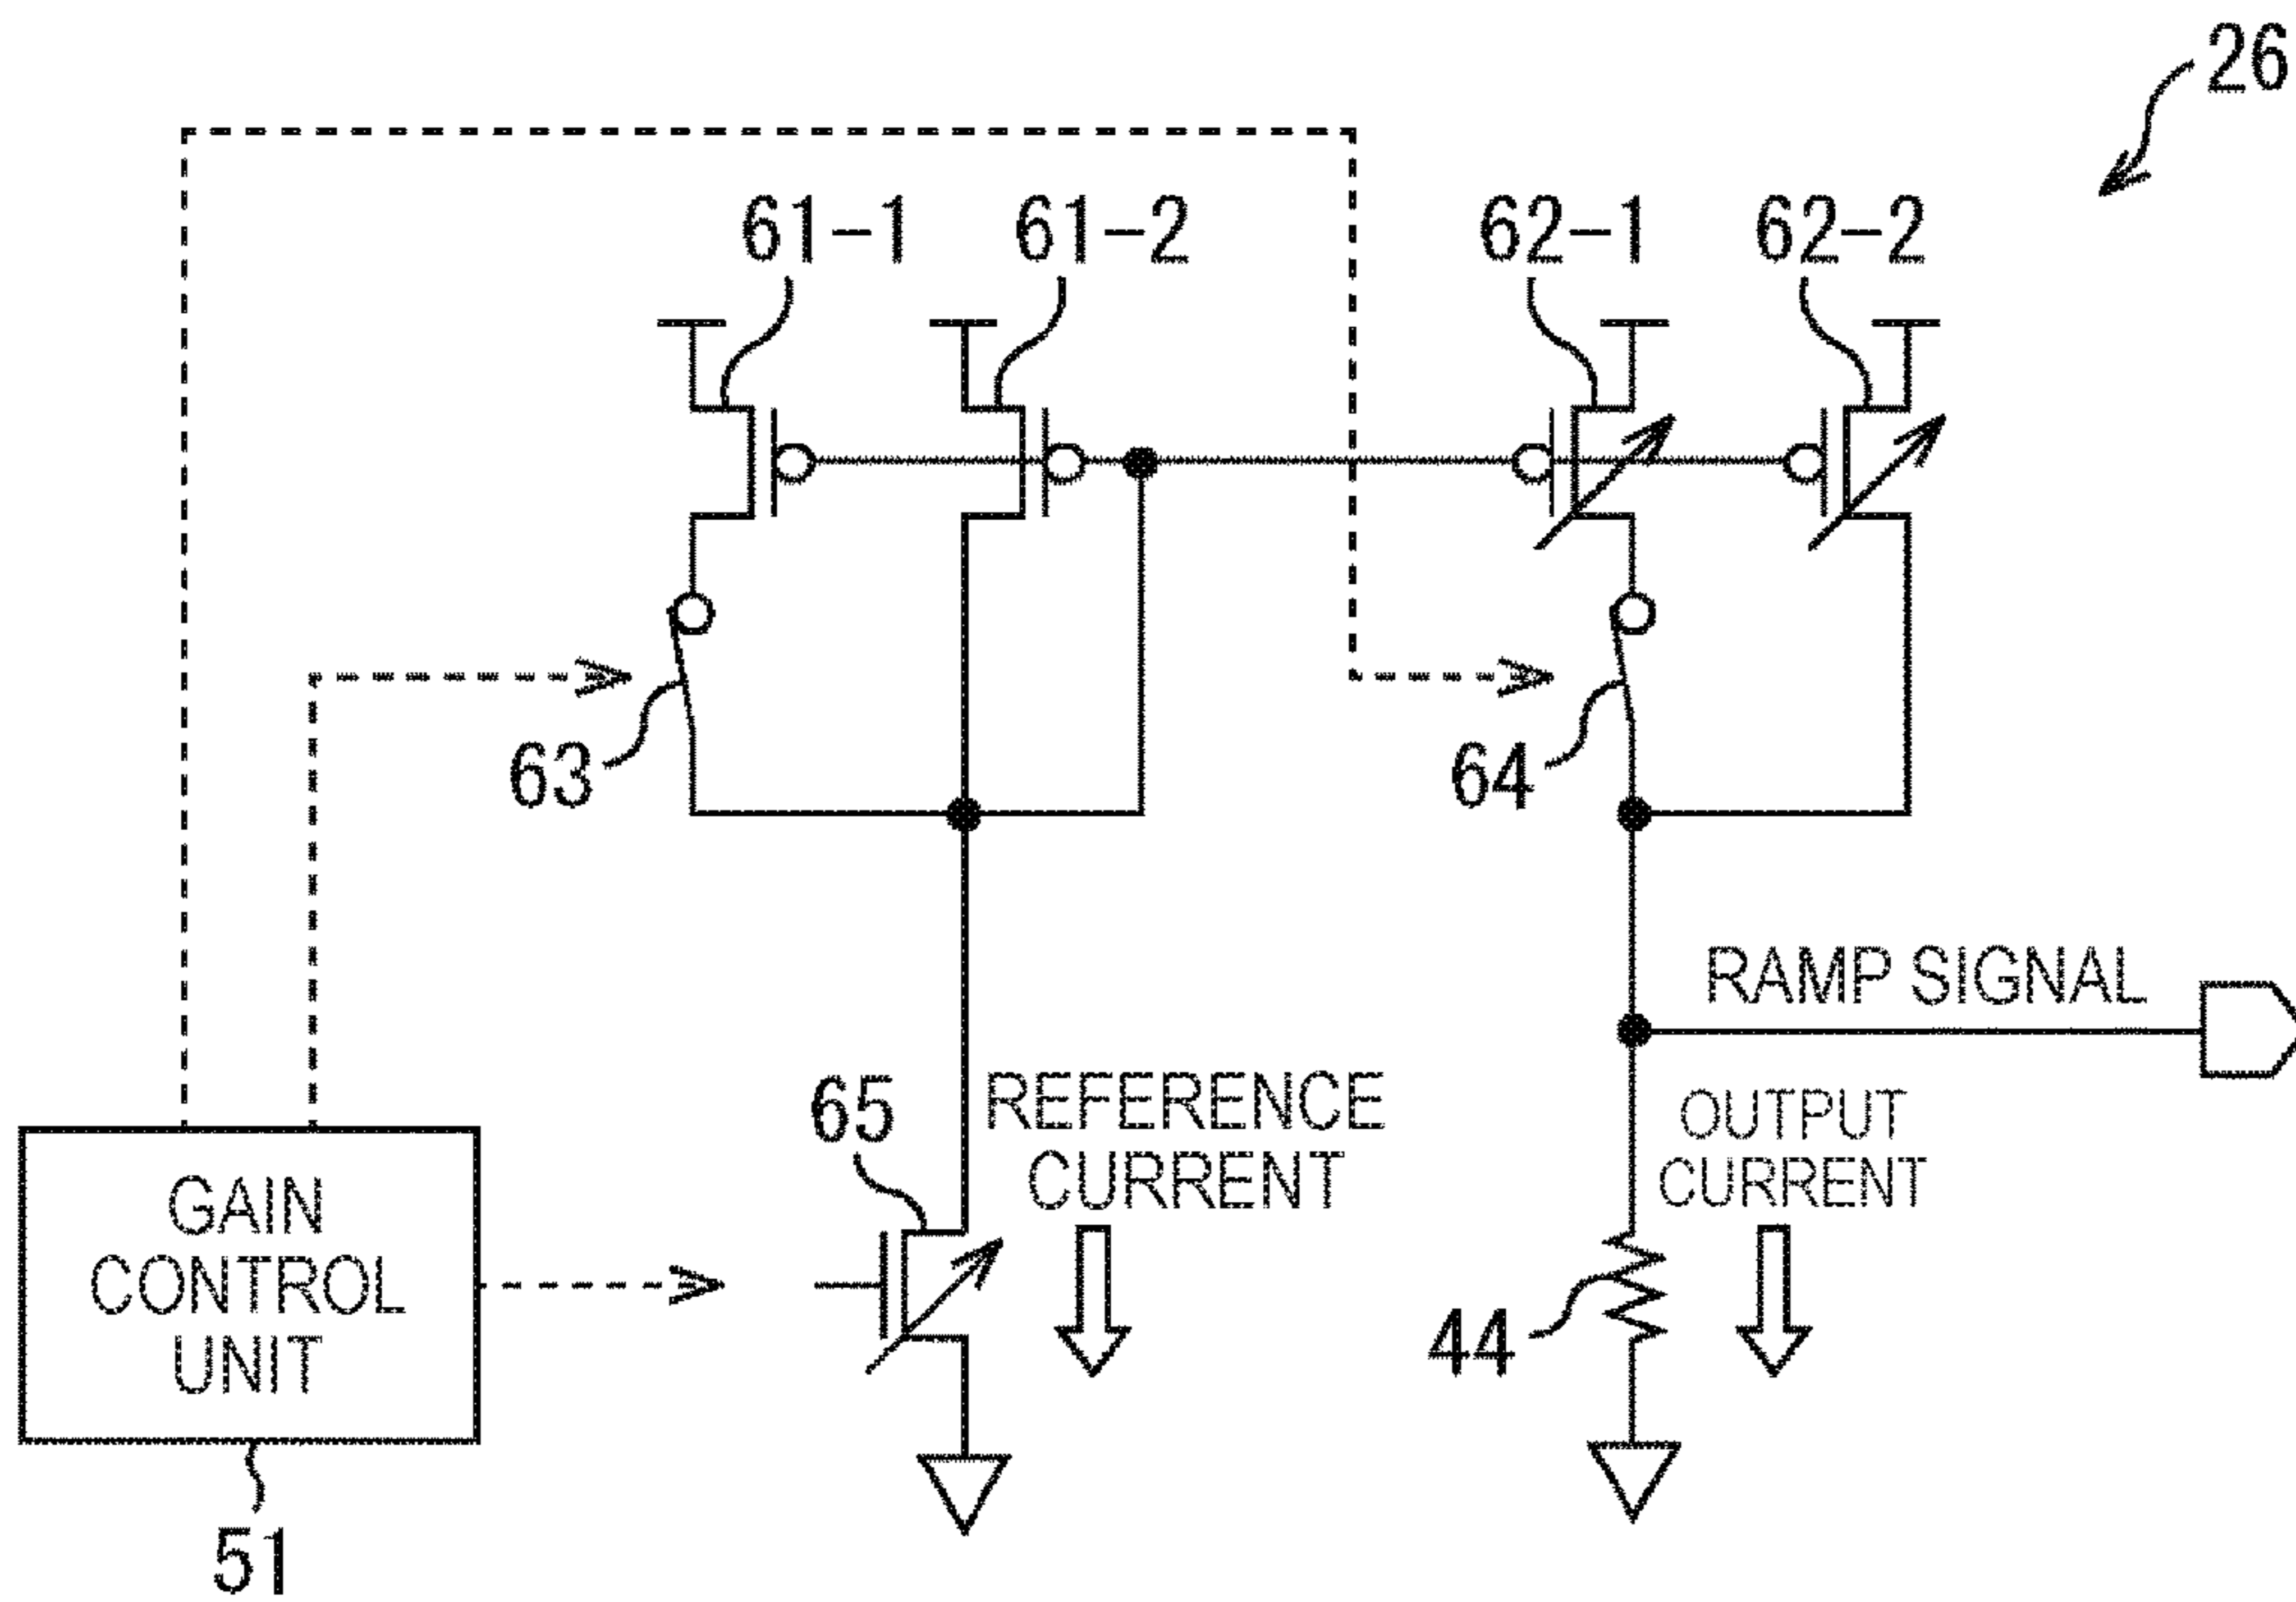 26
61-1
61-2
62-1
62-2
63
64
RAMP SIGNAL
65
REFERENCE
CURRENT
OUTPUT
CURRENT
GAIN
CONTROL
UNIT
44
51